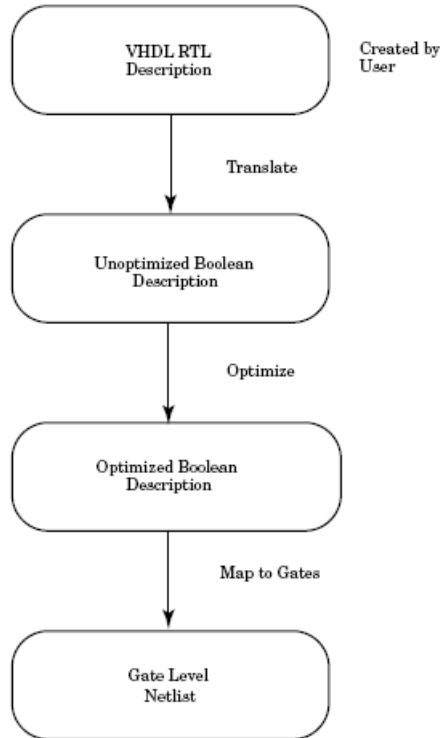 VHDL RTL
Description
Created by
User
Translate
Unoptimized Boolean
Description
Optimize
Optimized Boolean
Description
Map to Gates
Gate Level
Netlist